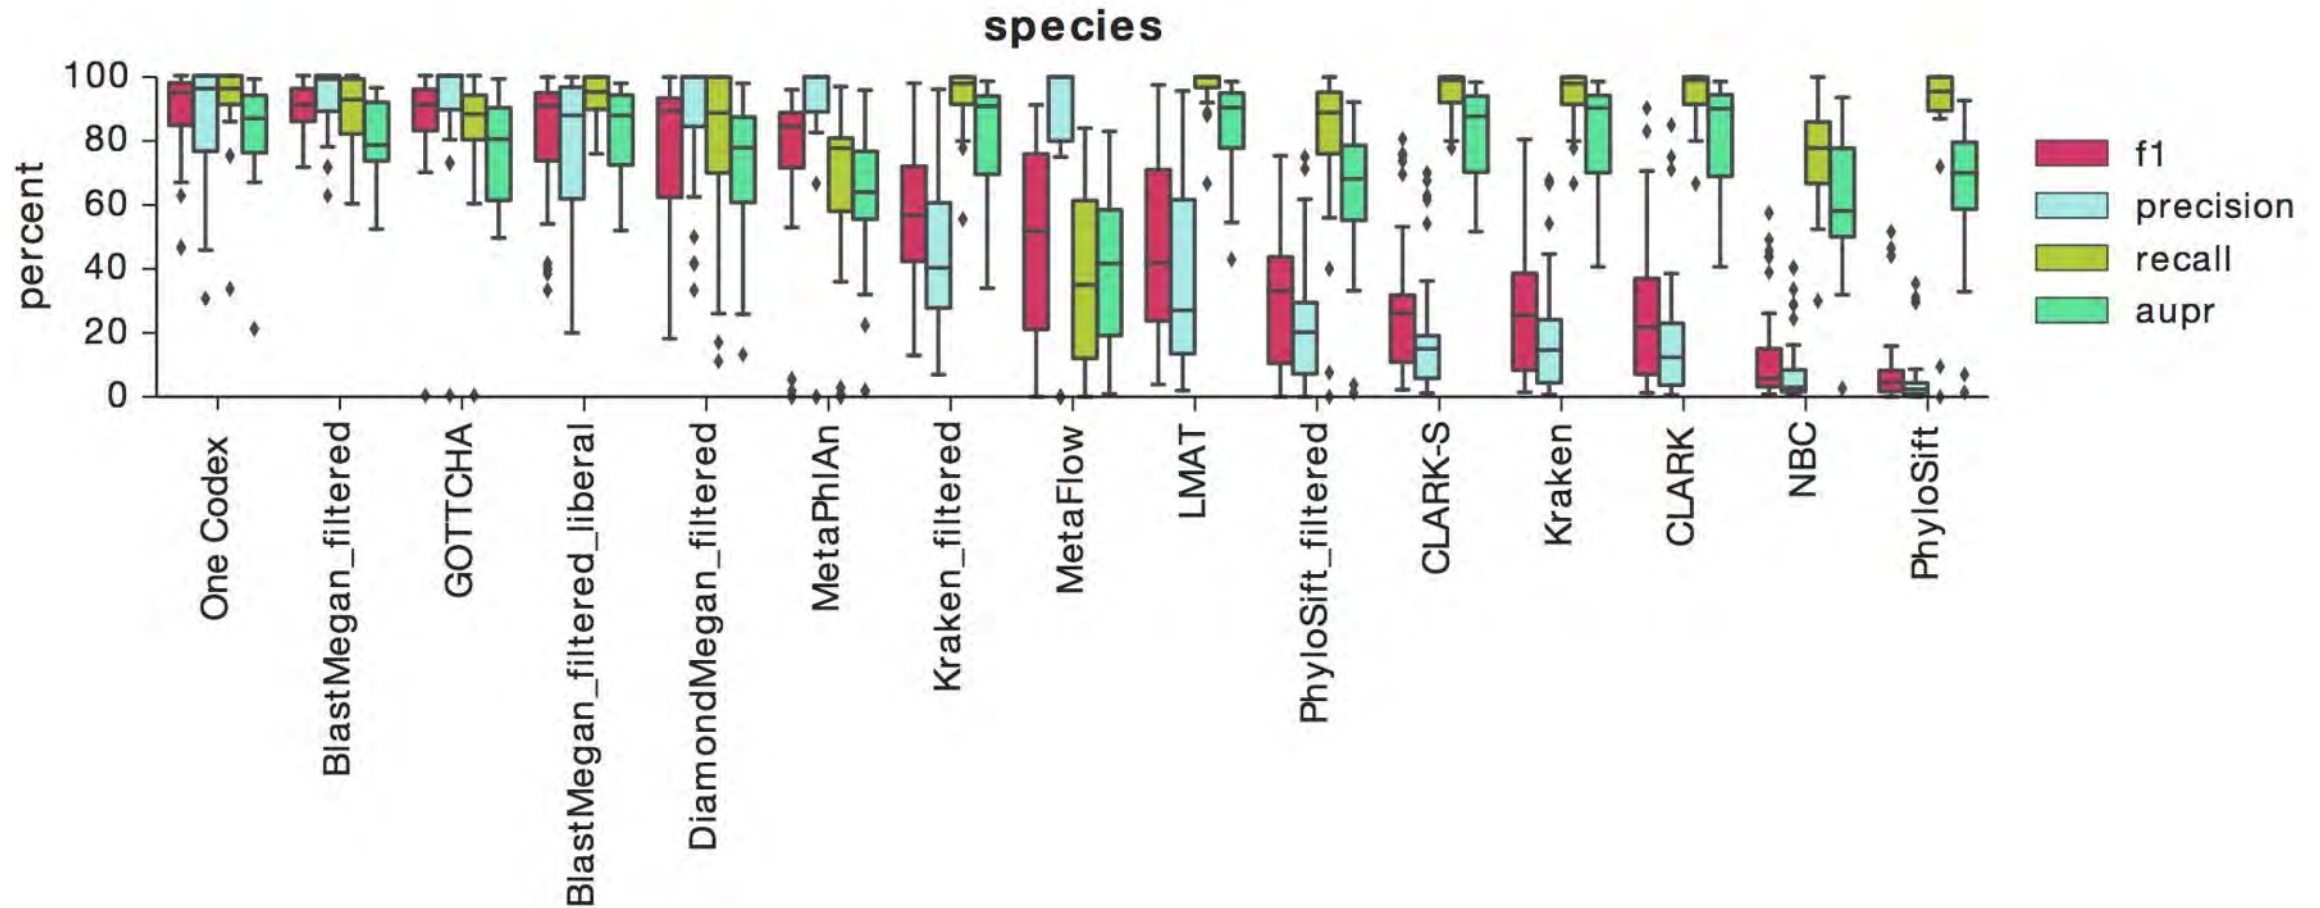 species
percent
100
80
60
40
20
0
f1
precision
recall
aupr
One Codex
BlastMegan_filtered
GOTTCHA
BlastMegan_filtered_liberal
DiamondMegan_filtered
MetaPhlAn
Kraken_filtered
MetaFlow
LMAT
PhyloSift_filtered
CLARK-S
Kraken
CLARK
NBC
PhyloSift